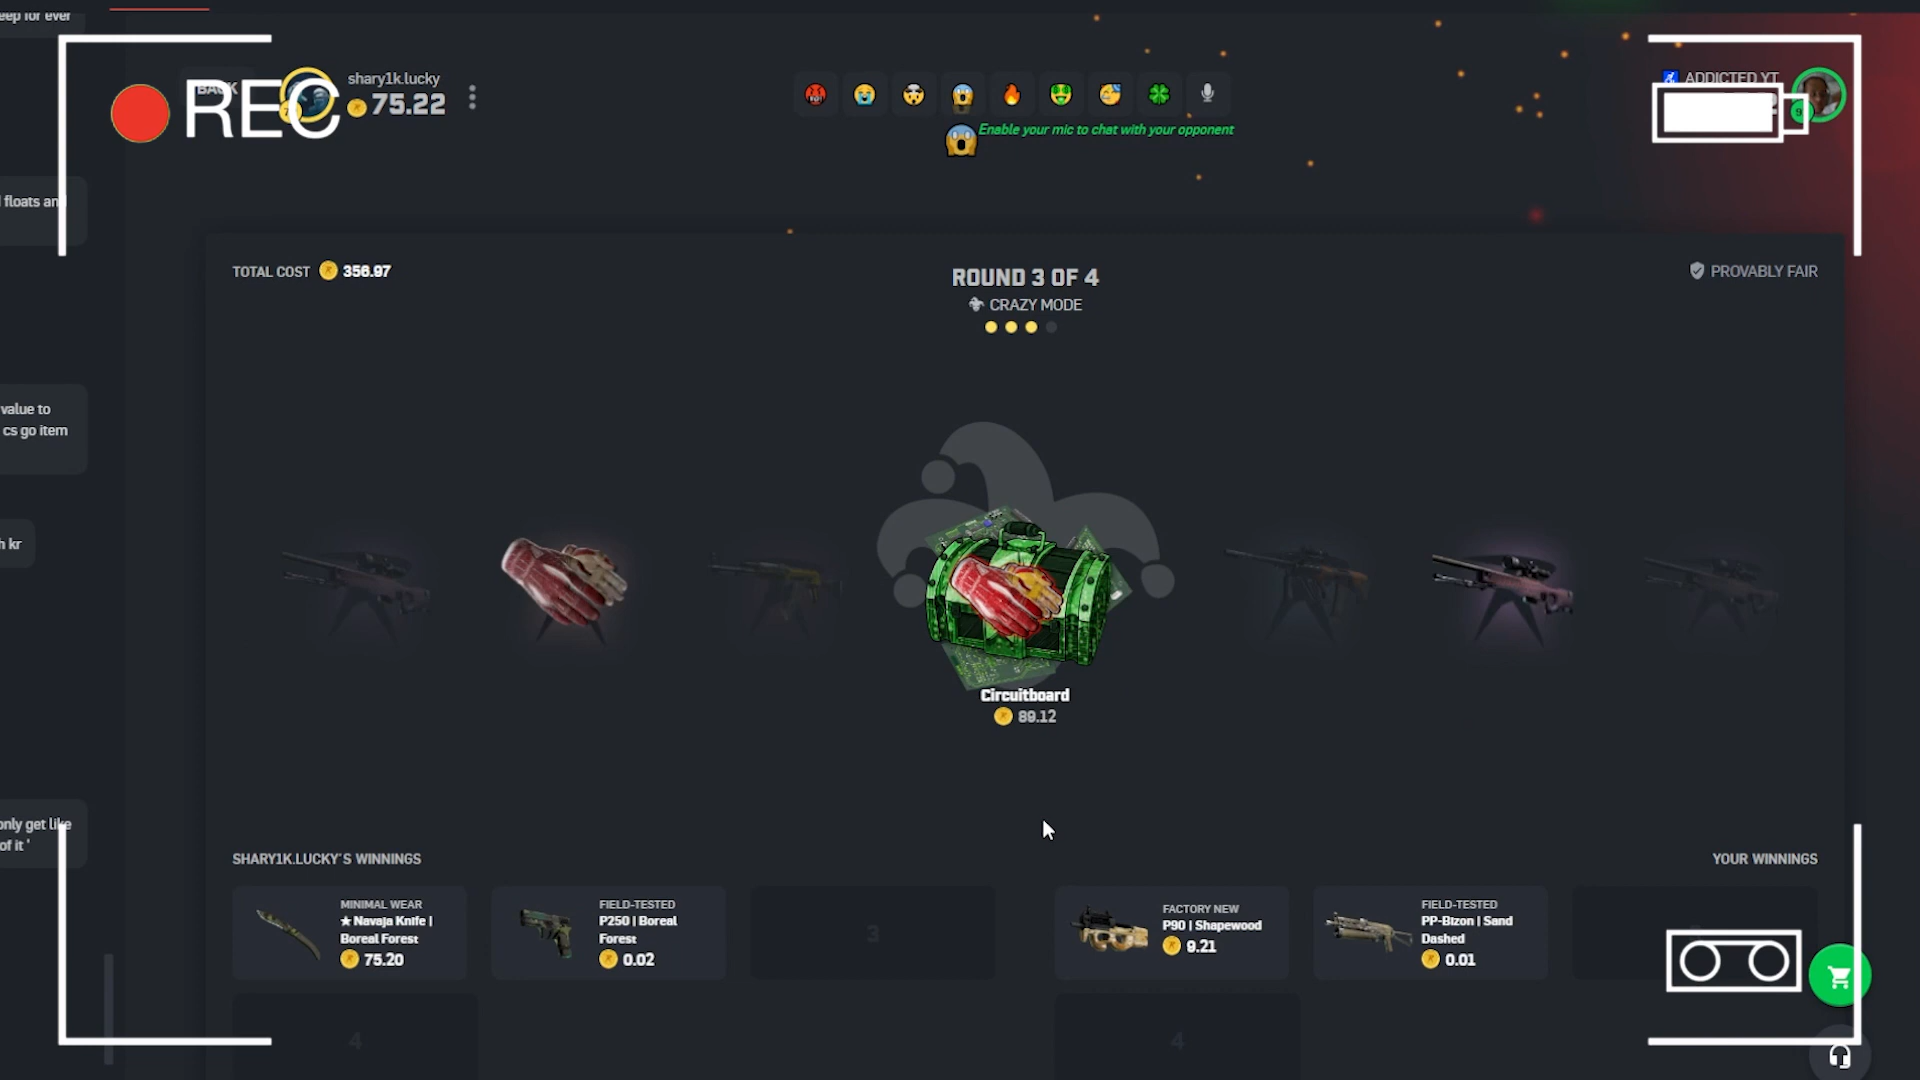 eep for ever
REC
BACK
shary1k.lucky
75.22
ADDICTED YT
Enable your mic to chat with your opponent
floats and
TOTAL COST 356.97
ROUND 3 OF 4
CRAZY MODE
PROVABLY FAIR
value to
cs go item
h kr
Circuitboard
89.12
only get like
of it '
SHARY1K.LUCKY'S WINNINGS
YOUR WINNINGS
MINIMAL WEAR
★ Navaja Knife |
Boreal Forest
75.20
FIELD-TESTED
P250 | Boreal
Forest
0.02
3
FACTORY NEW
P90 | Shapewood
9.21
FIELD-TESTED
PP-Bizon | Sand
Dashed
0.01
4
4